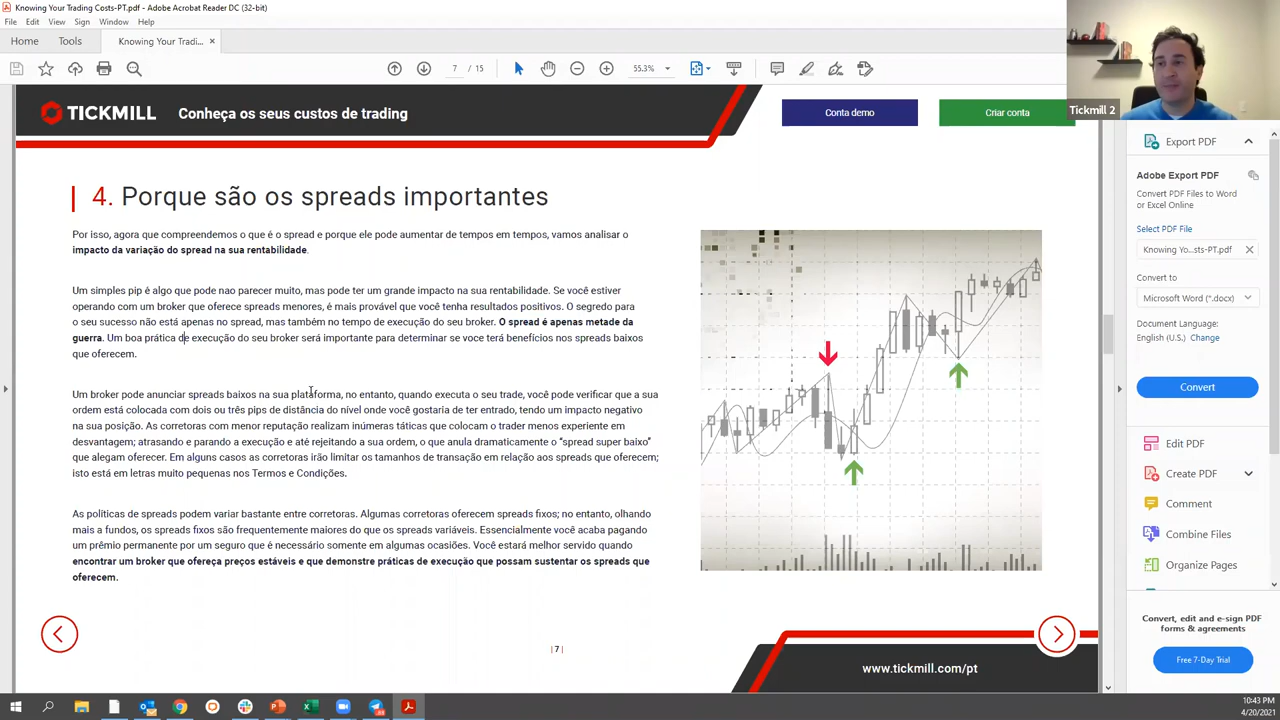 Knowing Your Trading Costs-PT.pdf - Adobe Acrobat Reader DC (32-bit)
File Edit View Sign Window Help
Home Tools Knowing Your Tradi... ×
7 / 15 55.3%
Tickmill 2
TICKMILL Conheça os seus custos de trading
Conta demo
Criar conta
4. Porque são os spreads importantes
Por isso, agora que compreendemos o que é o spread e porque ele pode aumentar de tempos em tempos, vamos analisar o
impacto da variação do spread na sua rentabilidade.
Um simples pip é algo que pode nao parecer muito, mas pode ter um grande impacto na sua rentabilidade. Se você estiver
operando com um broker que oferece spreads menores, é mais provável que você tenha resultados positivos. O segredo para
o seu sucesso não está apenas no spread, mas também no tempo de execução do seu broker. O spread é apenas metade da
guerra. Um boa prática de execução do seu broker será importante para determinar se voce terá benefícios nos spreads baixos
que oferecem.
Um broker pode anunciar spreads baixos na sua plataforma, no entanto, quando executa o seu trade, você pode verificar que a sua
ordem está colocada com dois ou três pips de distância do nível onde você gostaria de ter entrado, tendo um impacto negativo
na sua posição. As corretoras com menor reputação realizam inúmeras táticas que colocam o trader menos experiente em
desvantagem; atrasando e parando a execução e até rejeitando a sua ordem, o que anula dramaticamente o "spread super baixo"
que alegam oferecer. Em alguns casos as corretoras irão limitar os tamanhos de transação em relação aos spreads que oferecem;
isto está em letras muito pequenas nos Termos e Condições.
As políticas de spreads podem variar bastante entre corretoras. Algumas corretoras oferecem spreads fixos; no entanto, olhando
mais a fundos, os spreads fixos são frequentemente maiores do que os spreads variáveis. Essencialmente você acaba pagando
um prêmio permanente por um seguro que é necessário somente em algumas ocasiões. Você estará melhor servido quando
encontrar um broker que ofereça preços estáveis e que demonstre práticas de execução que possam sustentar os spreads que
oferecem.
| 7 |
www.tickmill.com/pt
Export PDF
Adobe Export PDF
Convert PDF Files to Word
or Excel Online
Select PDF File
Knowing Yo...sts-PT.pdf
Convert to
Microsoft Word (*.docx)
Document Language:
English (U.S.) Change
Convert
Edit PDF
Create PDF
Comment
Combine Files
Organize Pages
Convert, edit and e-sign PDF
forms & agreements
Free 7-Day Trial
10:43 PM
4/20/2021